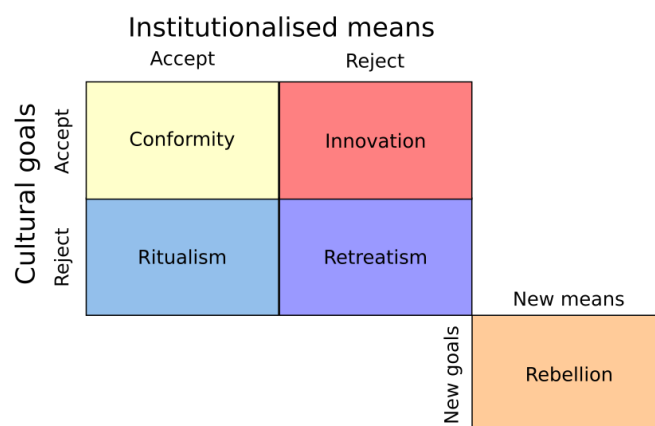 Institutionalised means
Accept
Reject
Cultural goals
Accept
Conformity
Innovation
Reject
Ritualism
Retreatism
New means
New goals
Rebellion